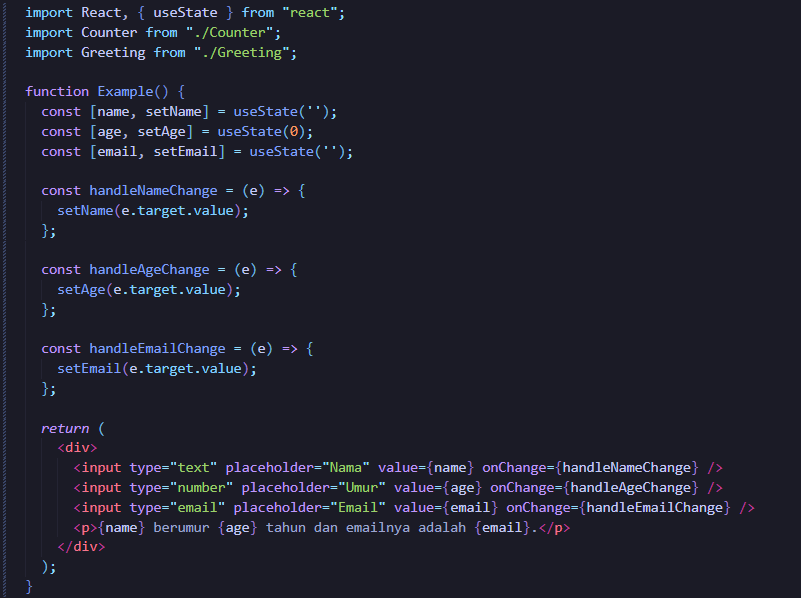 import React, { useState } from "react";
import Counter from "./Counter";
import Greeting from "./Greeting";

function Example() {
  const [name, setName] = useState('');
  const [age, setAge] = useState(0);
  const [email, setEmail] = useState('');

  const handleNameChange = (e) => {
    setName(e.target.value);
  };

  const handleAgeChange = (e) => {
    setAge(e.target.value);
  };

  const handleEmailChange = (e) => {
    setEmail(e.target.value);
  };

  return (
    <div>
      <input type="text" placeholder="Nama" value={name} onChange={handleNameChange} />
      <input type="number" placeholder="Umur" value={age} onChange={handleAgeChange} />
      <input type="email" placeholder="Email" value={email} onChange={handleEmailChange} />
      <p>{name} berumur {age} tahun dan emailnya adalah {email}.</p>
    </div>
  );
}